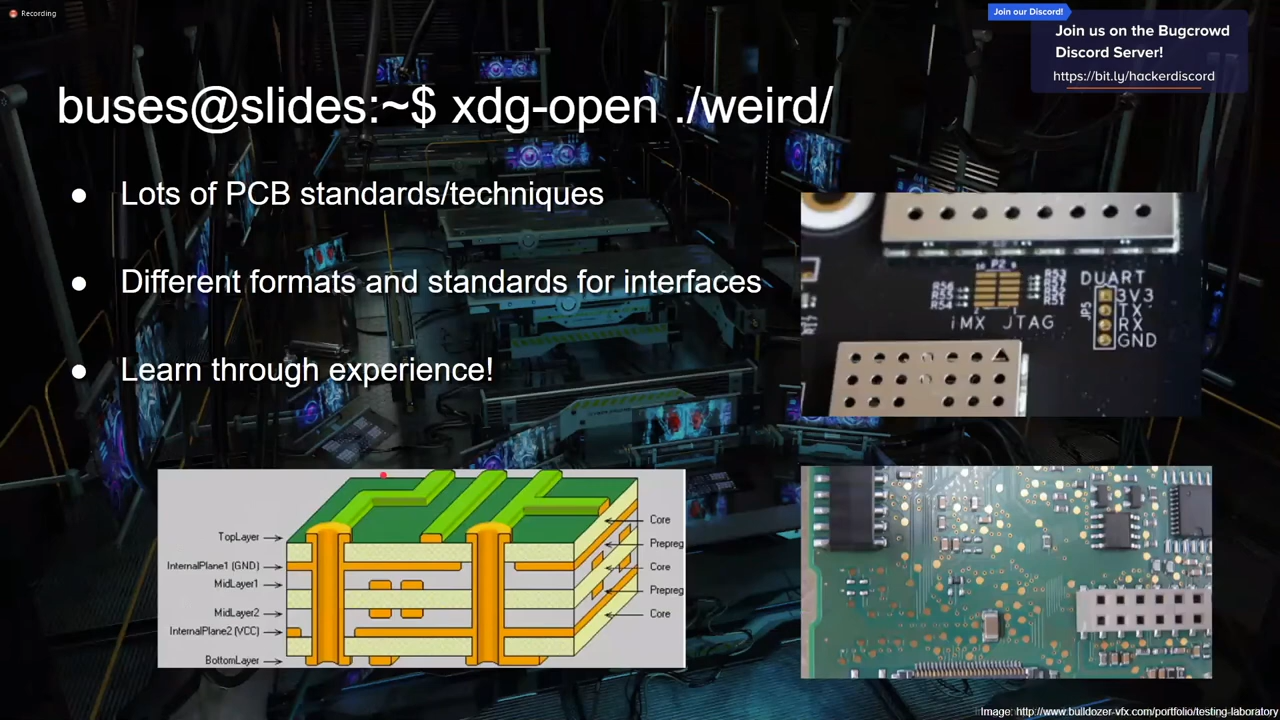 Recording
Join our Discord!
Join us on the Bugcrowd
Discord Server!
https://bit.ly/hackerdiscord
buses@slides:~$ xdg-open ./weird/
● Lots of PCB standards/techniques
● Different formats and standards for interfaces
● Learn through experience!
P2
R56
R54
R53
R51
iMX JTAG
DUART
JP5
3V3
TX
RX
GND
TopLayer
InternalPlane1 (GND)
MidLayer1
MidLayer2
InternalPlane2 (VCC)
BottomLayer
Core
Prepreg
Core
Prepreg
Core
Image: http://www.bulldozer-vfx.com/portfolio/testing-laboratory